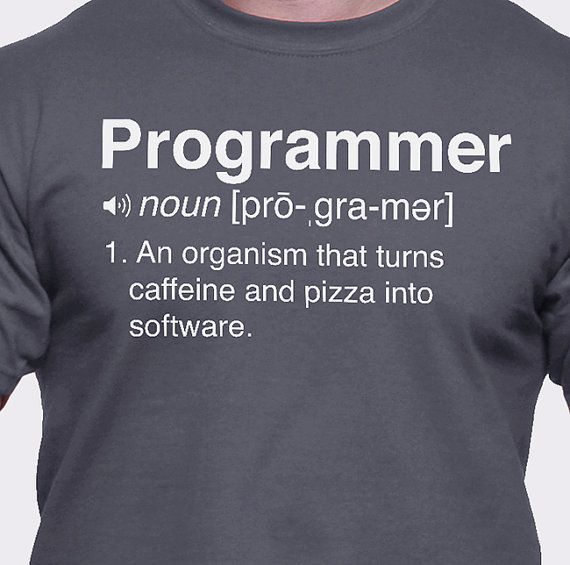 Programmer
noun [prō-ˌgra-mər]
1. An organism that turns
caffeine and pizza into
software.